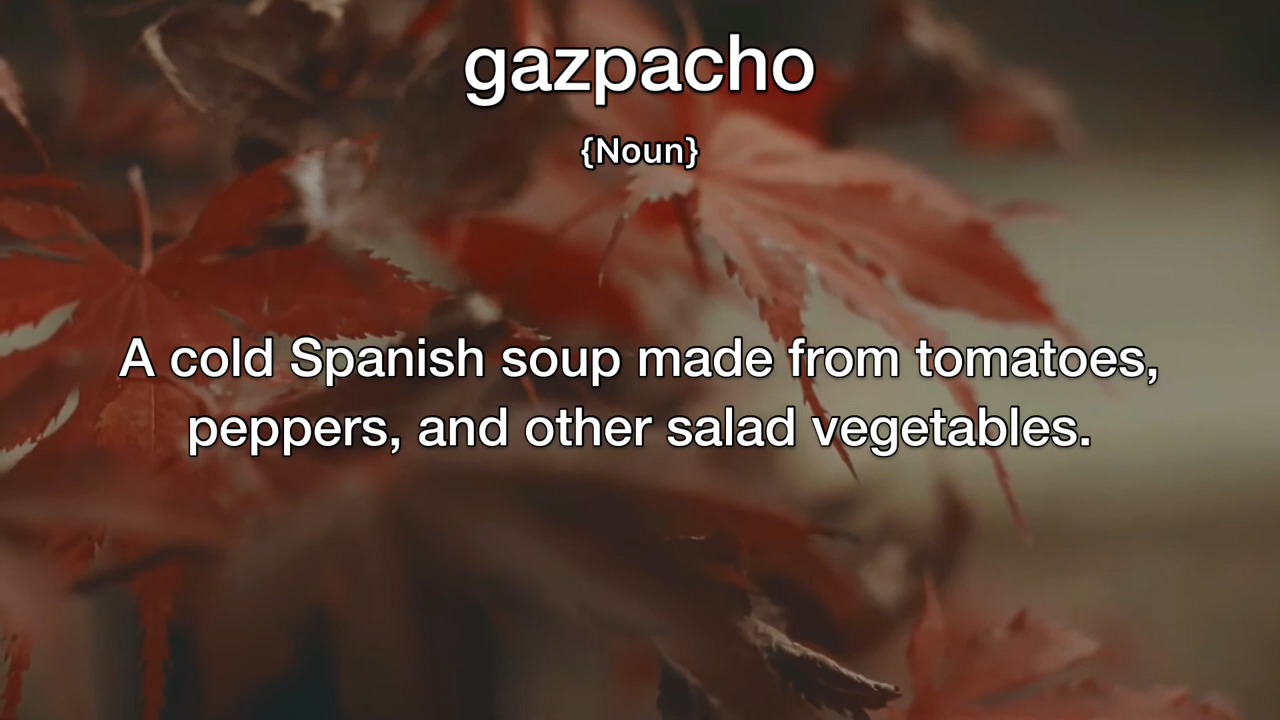 gazpacho
{Noun}
A cold Spanish soup made from tomatoes,
peppers, and other salad vegetables.